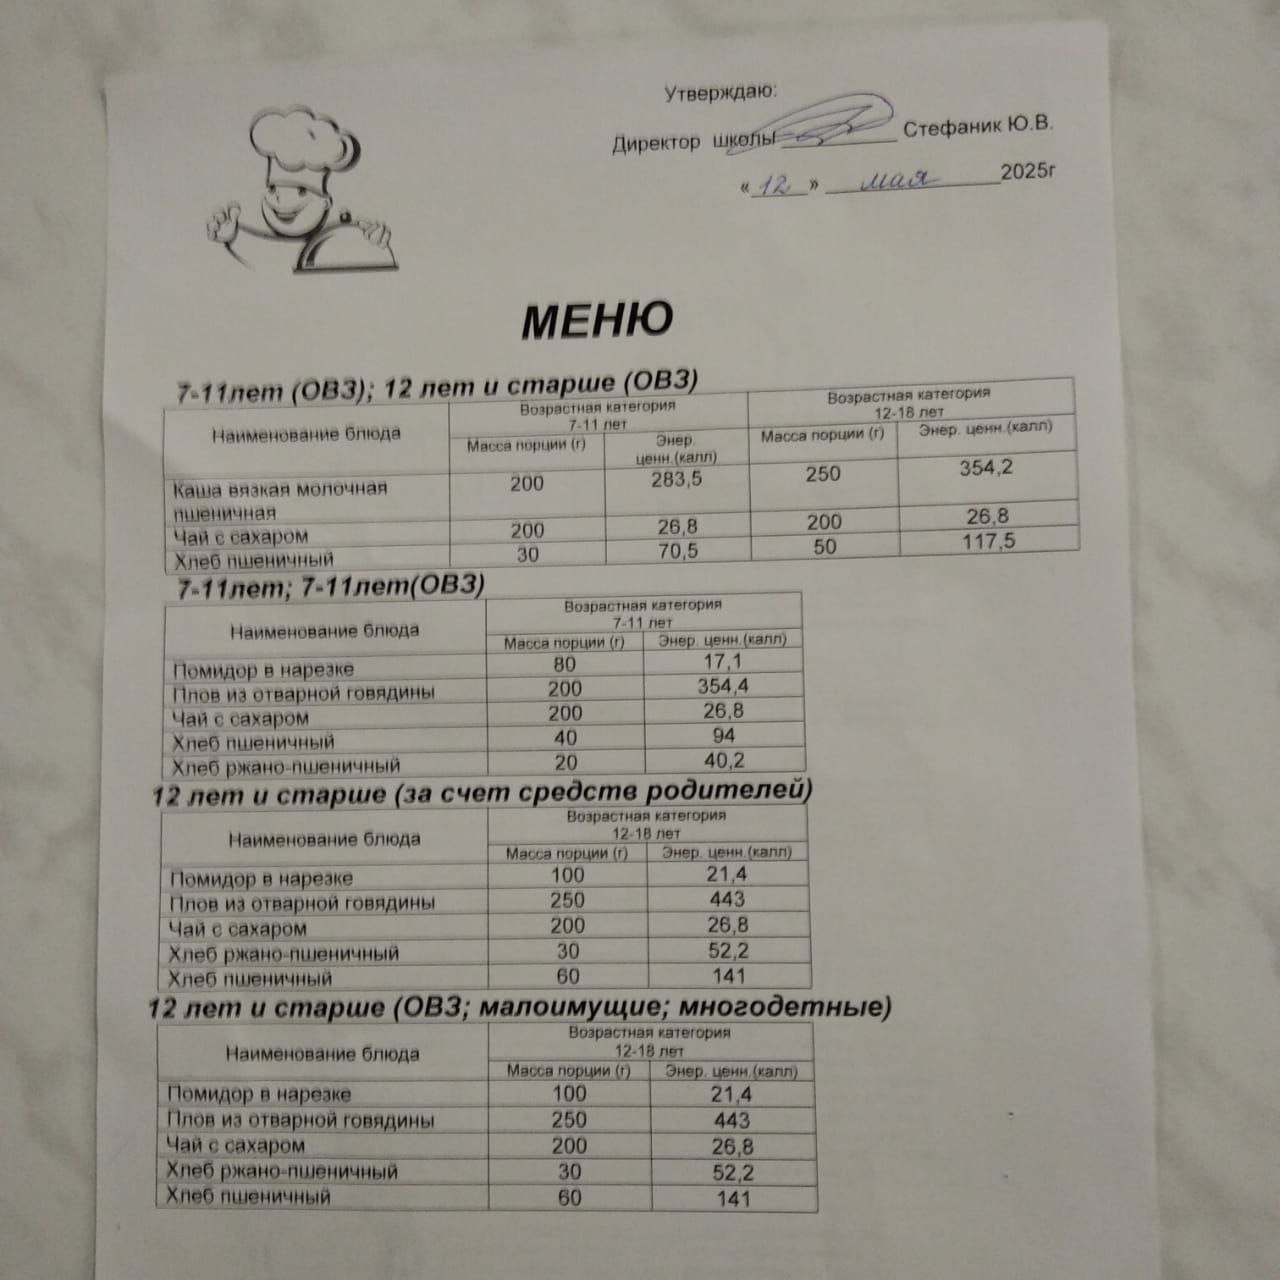 Утверждаю:
Директор школы__________ Стефаник Ю.В.
«12» мая 2025г
МЕНЮ
7-11лет (ОВЗ); 12 лет и старше (ОВЗ)
Наименование блюда Возрастная категория 7-11 лет Возрастная категория 12-18 лет
Масса порции (г) Энер. ценн.(калл) Масса порции (г) Энер. ценн.(калл)
Каша вязкая молочная пшеничная 200 283,5 250 354,2
Чай с сахаром 200 26,8 200 26,8
Хлеб пшеничный 30 70,5 50 117,5
7-11лет; 7-11лет(ОВЗ)
Наименование блюда Возрастная категория 7-11 лет
Масса порции (г) Энер. ценн.(калл)
Помидор в нарезке 80 17,1
Плов из отварной говядины 200 354,4
Чай с сахаром 200 26,8
Хлеб пшеничный 40 94
Хлеб ржано-пшеничный 20 40,2
12 лет и старше (за счет средств родителей)
Наименование блюда Возрастная категория 12-18 лет
Масса порции (г) Энер. ценн.(калл)
Помидор в нарезке 100 21,4
Плов из отварной говядины 250 443
Чай с сахаром 200 26,8
Хлеб ржано-пшеничный 30 52,2
Хлеб пшеничный 60 141
12 лет и старше (ОВЗ; малоимущие; многодетные)
Наименование блюда Возрастная категория 12-18 лет
Масса порции (г) Энер. ценн.(калл)
Помидор в нарезке 100 21,4
Плов из отварной говядины 250 443
Чай с сахаром 200 26,8
Хлеб ржано-пшеничный 30 52,2
Хлеб пшеничный 60 141